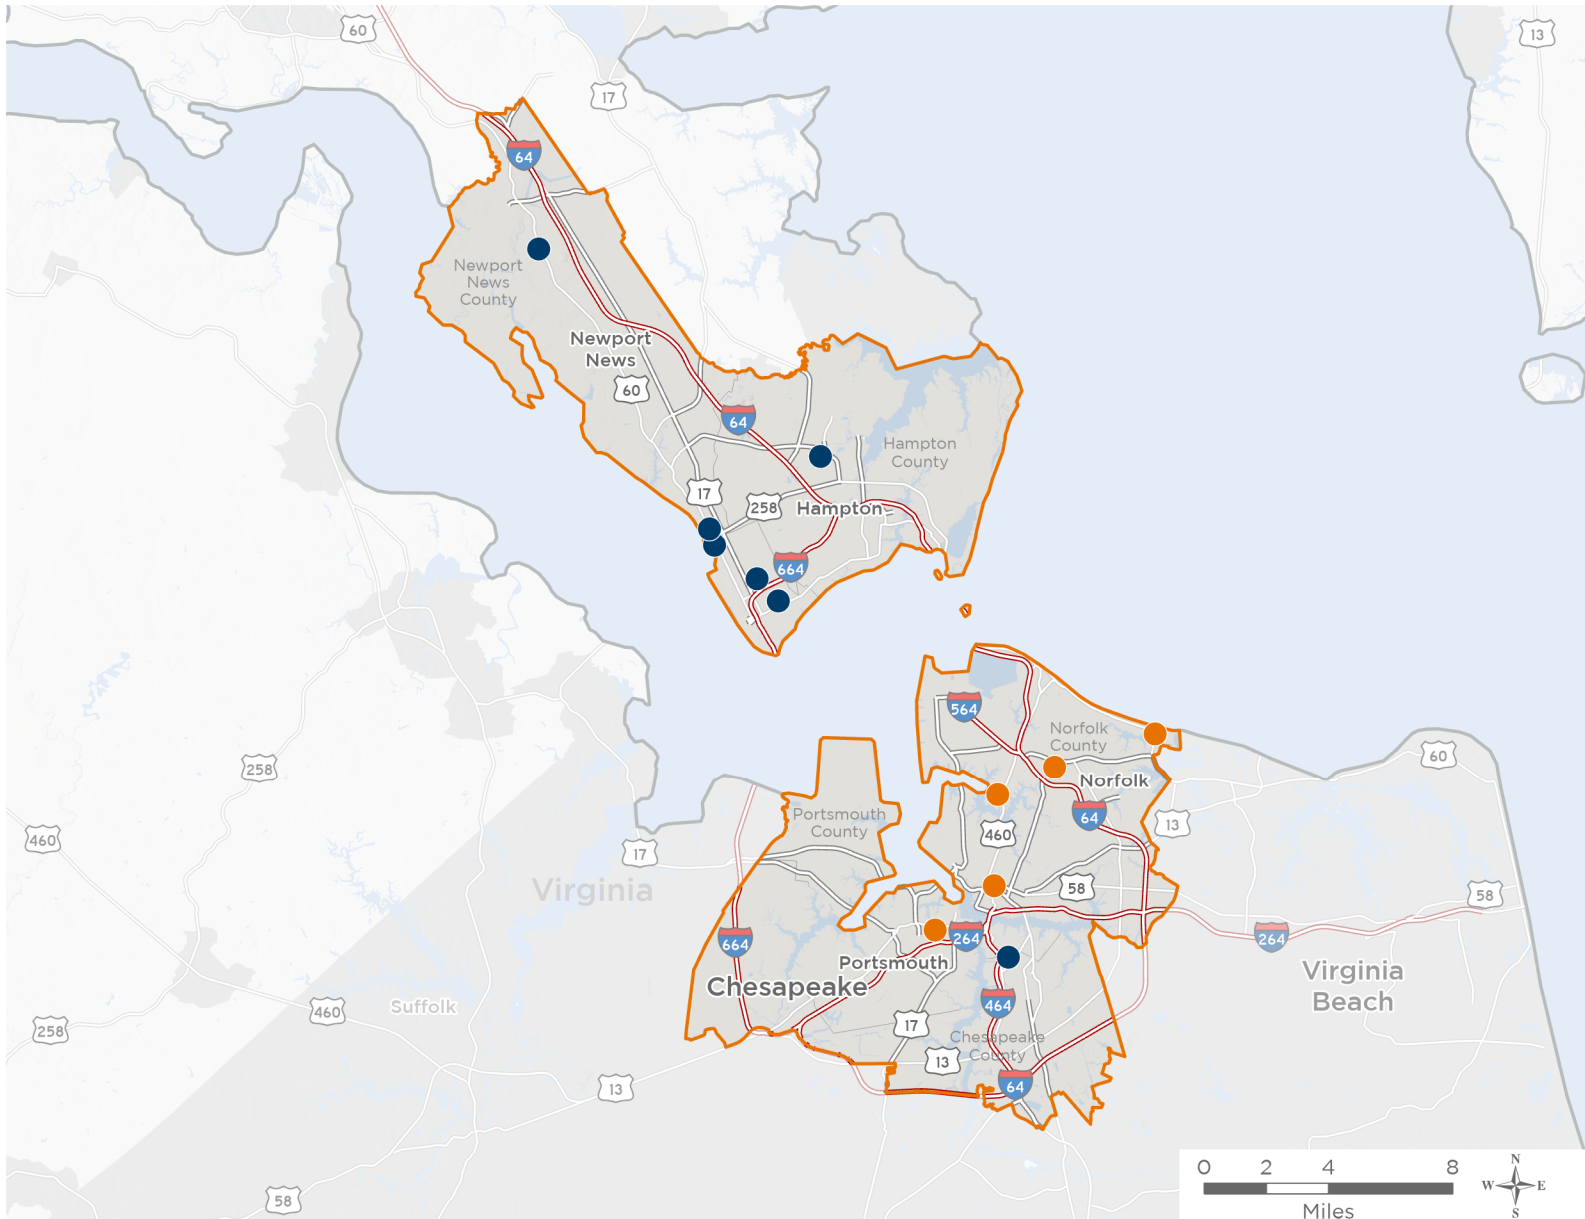 60
13
17
64
Newport
News
County
Newport
News
60
64
Hampton
County
17
258
Hampton
664
564
Norfolk
County
Norfolk
60
258
460
17
Portsmouth
County
460
64
13
Virginia
58
58
664
264
264
Portsmouth
Chesapeake
Virginia
Beach
Suffolk
460
258
464
17
Chesapeake
County
13
64
13
58
0 2 4 8
Miles
N
W E
S